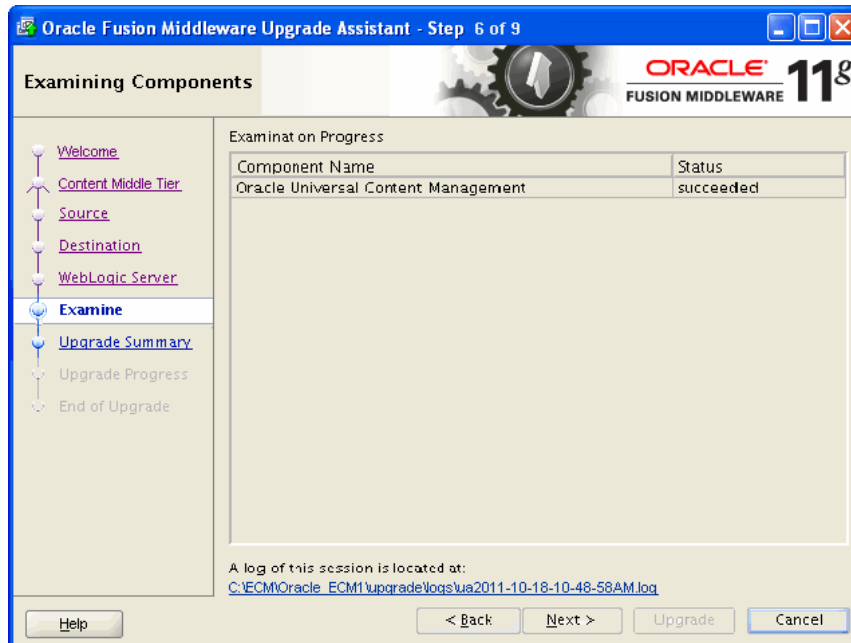 Oracle Fusion Middleware Upgrade Assistant - Step 6 of 9
Examining Components
ORACLE
FUSION MIDDLEWARE
11g
Welcome
Content Middle Tier
Source
Destination
WebLogic Server
Examine
Upgrade Summary
Upgrade Progress
End of Upgrade
Examination Progress
Component Name Status
Oracle Universal Content Management succeeded
A log of this session is located at:
C:\ECM\Oracle_ECM1\upgrade\logs\ua2011-10-18-10-48-58AM.log
Help < Back Next > Upgrade Cancel